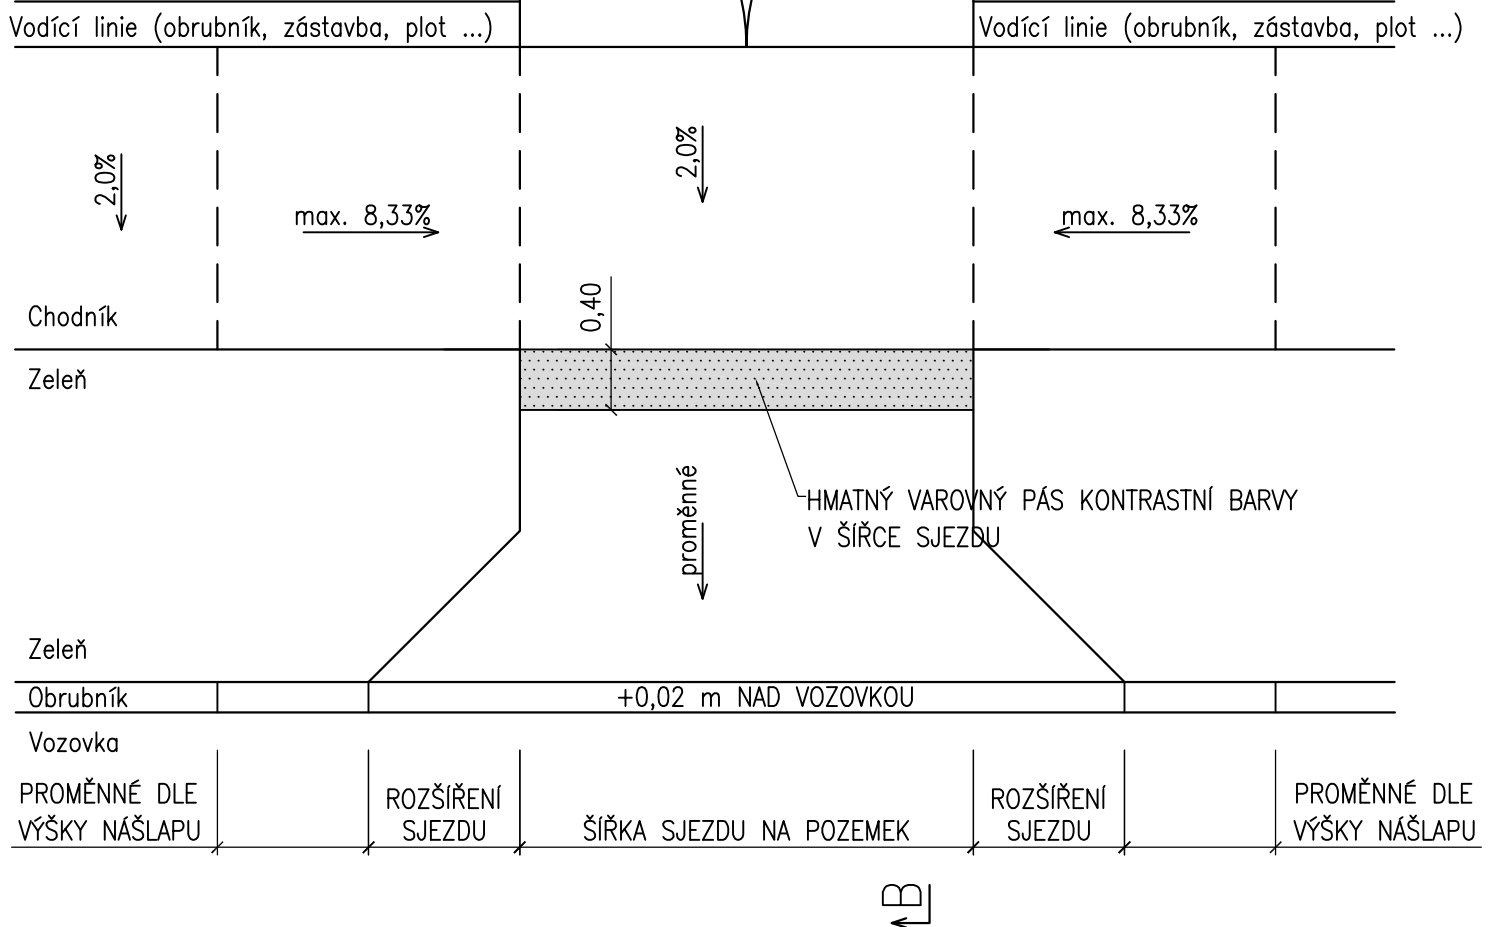 Vodící linie (obrubník, zástavba, plot ...)
Vodící linie (obrubník, zástavba, plot ...)
2,0%
2,0%
max. 8,33%
max. 8,33%
Chodník
0,40
Zeleň
proměnné
HMATNÝ VAROVNÝ PÁS KONTRASTNÍ BARVY
V ŠÍŘCE SJEZDU
Zeleň
Obrubník
+0,02 m NAD VOZOVKOU
Vozovka
PROMĚNNÉ DLE
VÝŠKY NÁŠLAPU
ROZŠÍŘENÍ
SJEZDU
ŠÍŘKA SJEZDU NA POZEMEK
ROZŠÍŘENÍ
SJEZDU
PROMĚNNÉ DLE
VÝŠKY NÁŠLAPU
B